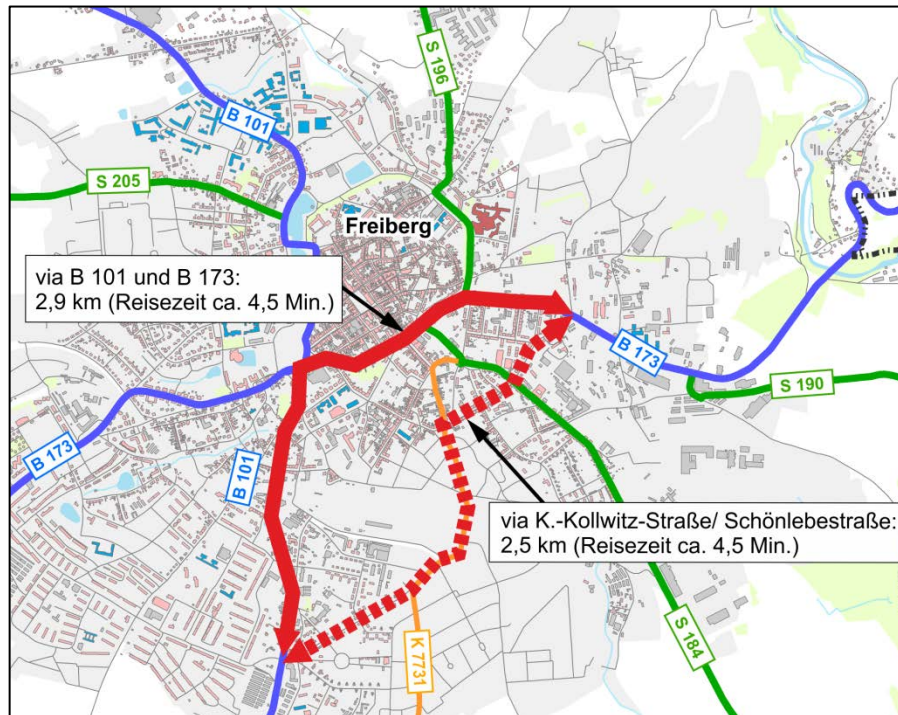 S 196
B 101
S 205
Freiberg
via B 101 und B 173:
2,9 km (Reisezeit ca. 4,5 Min.)
B 173
S 190
B 173
B 101
via K.-Kollwitz-Straße/ Schönlebestraße:
2,5 km (Reisezeit ca. 4,5 Min.)
K 7731
S 184